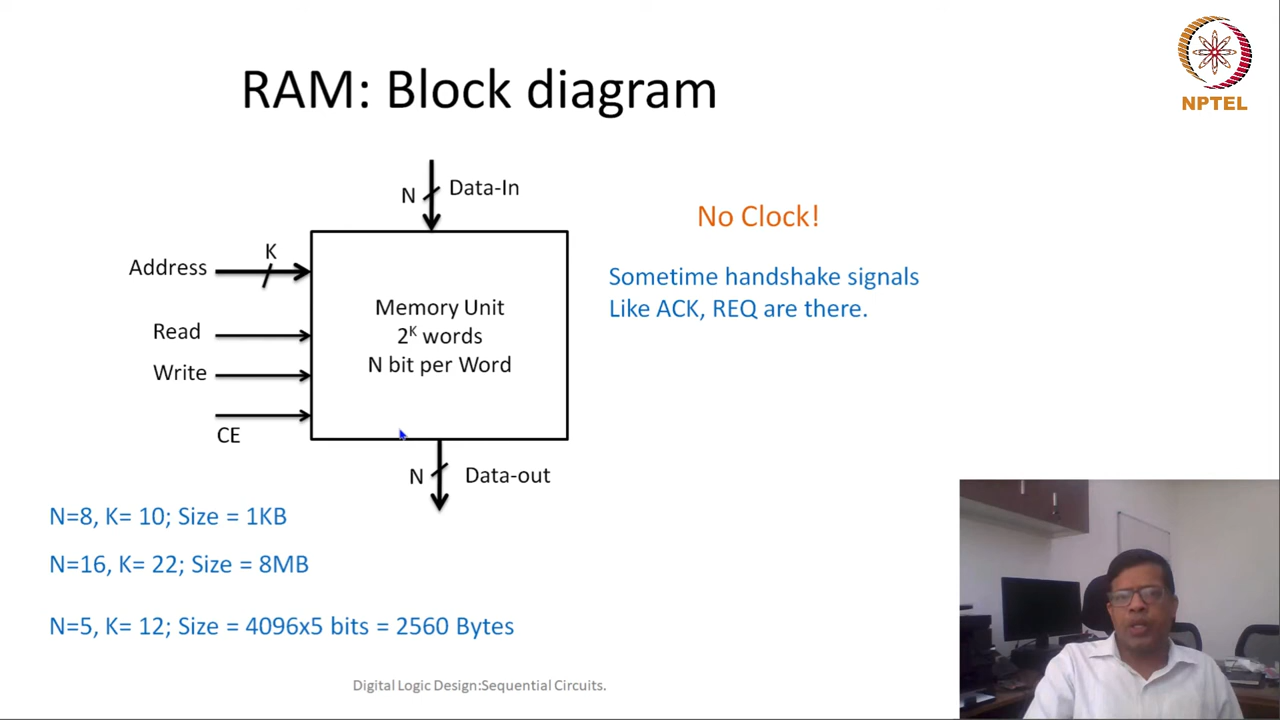 NPTEL
RAM: Block diagram
N
Data-In
Address
K
Read
Write
CE
Memory Unit
2ᴷ words
N bit per Word
N
Data-out
No Clock!
Sometime handshake signals
Like ACK, REQ are there.
N=8, K= 10; Size = 1KB
N=16, K= 22; Size = 8MB
N=5, K= 12; Size = 4096x5 bits = 2560 Bytes
Digital Logic Design:Sequential Circuits.